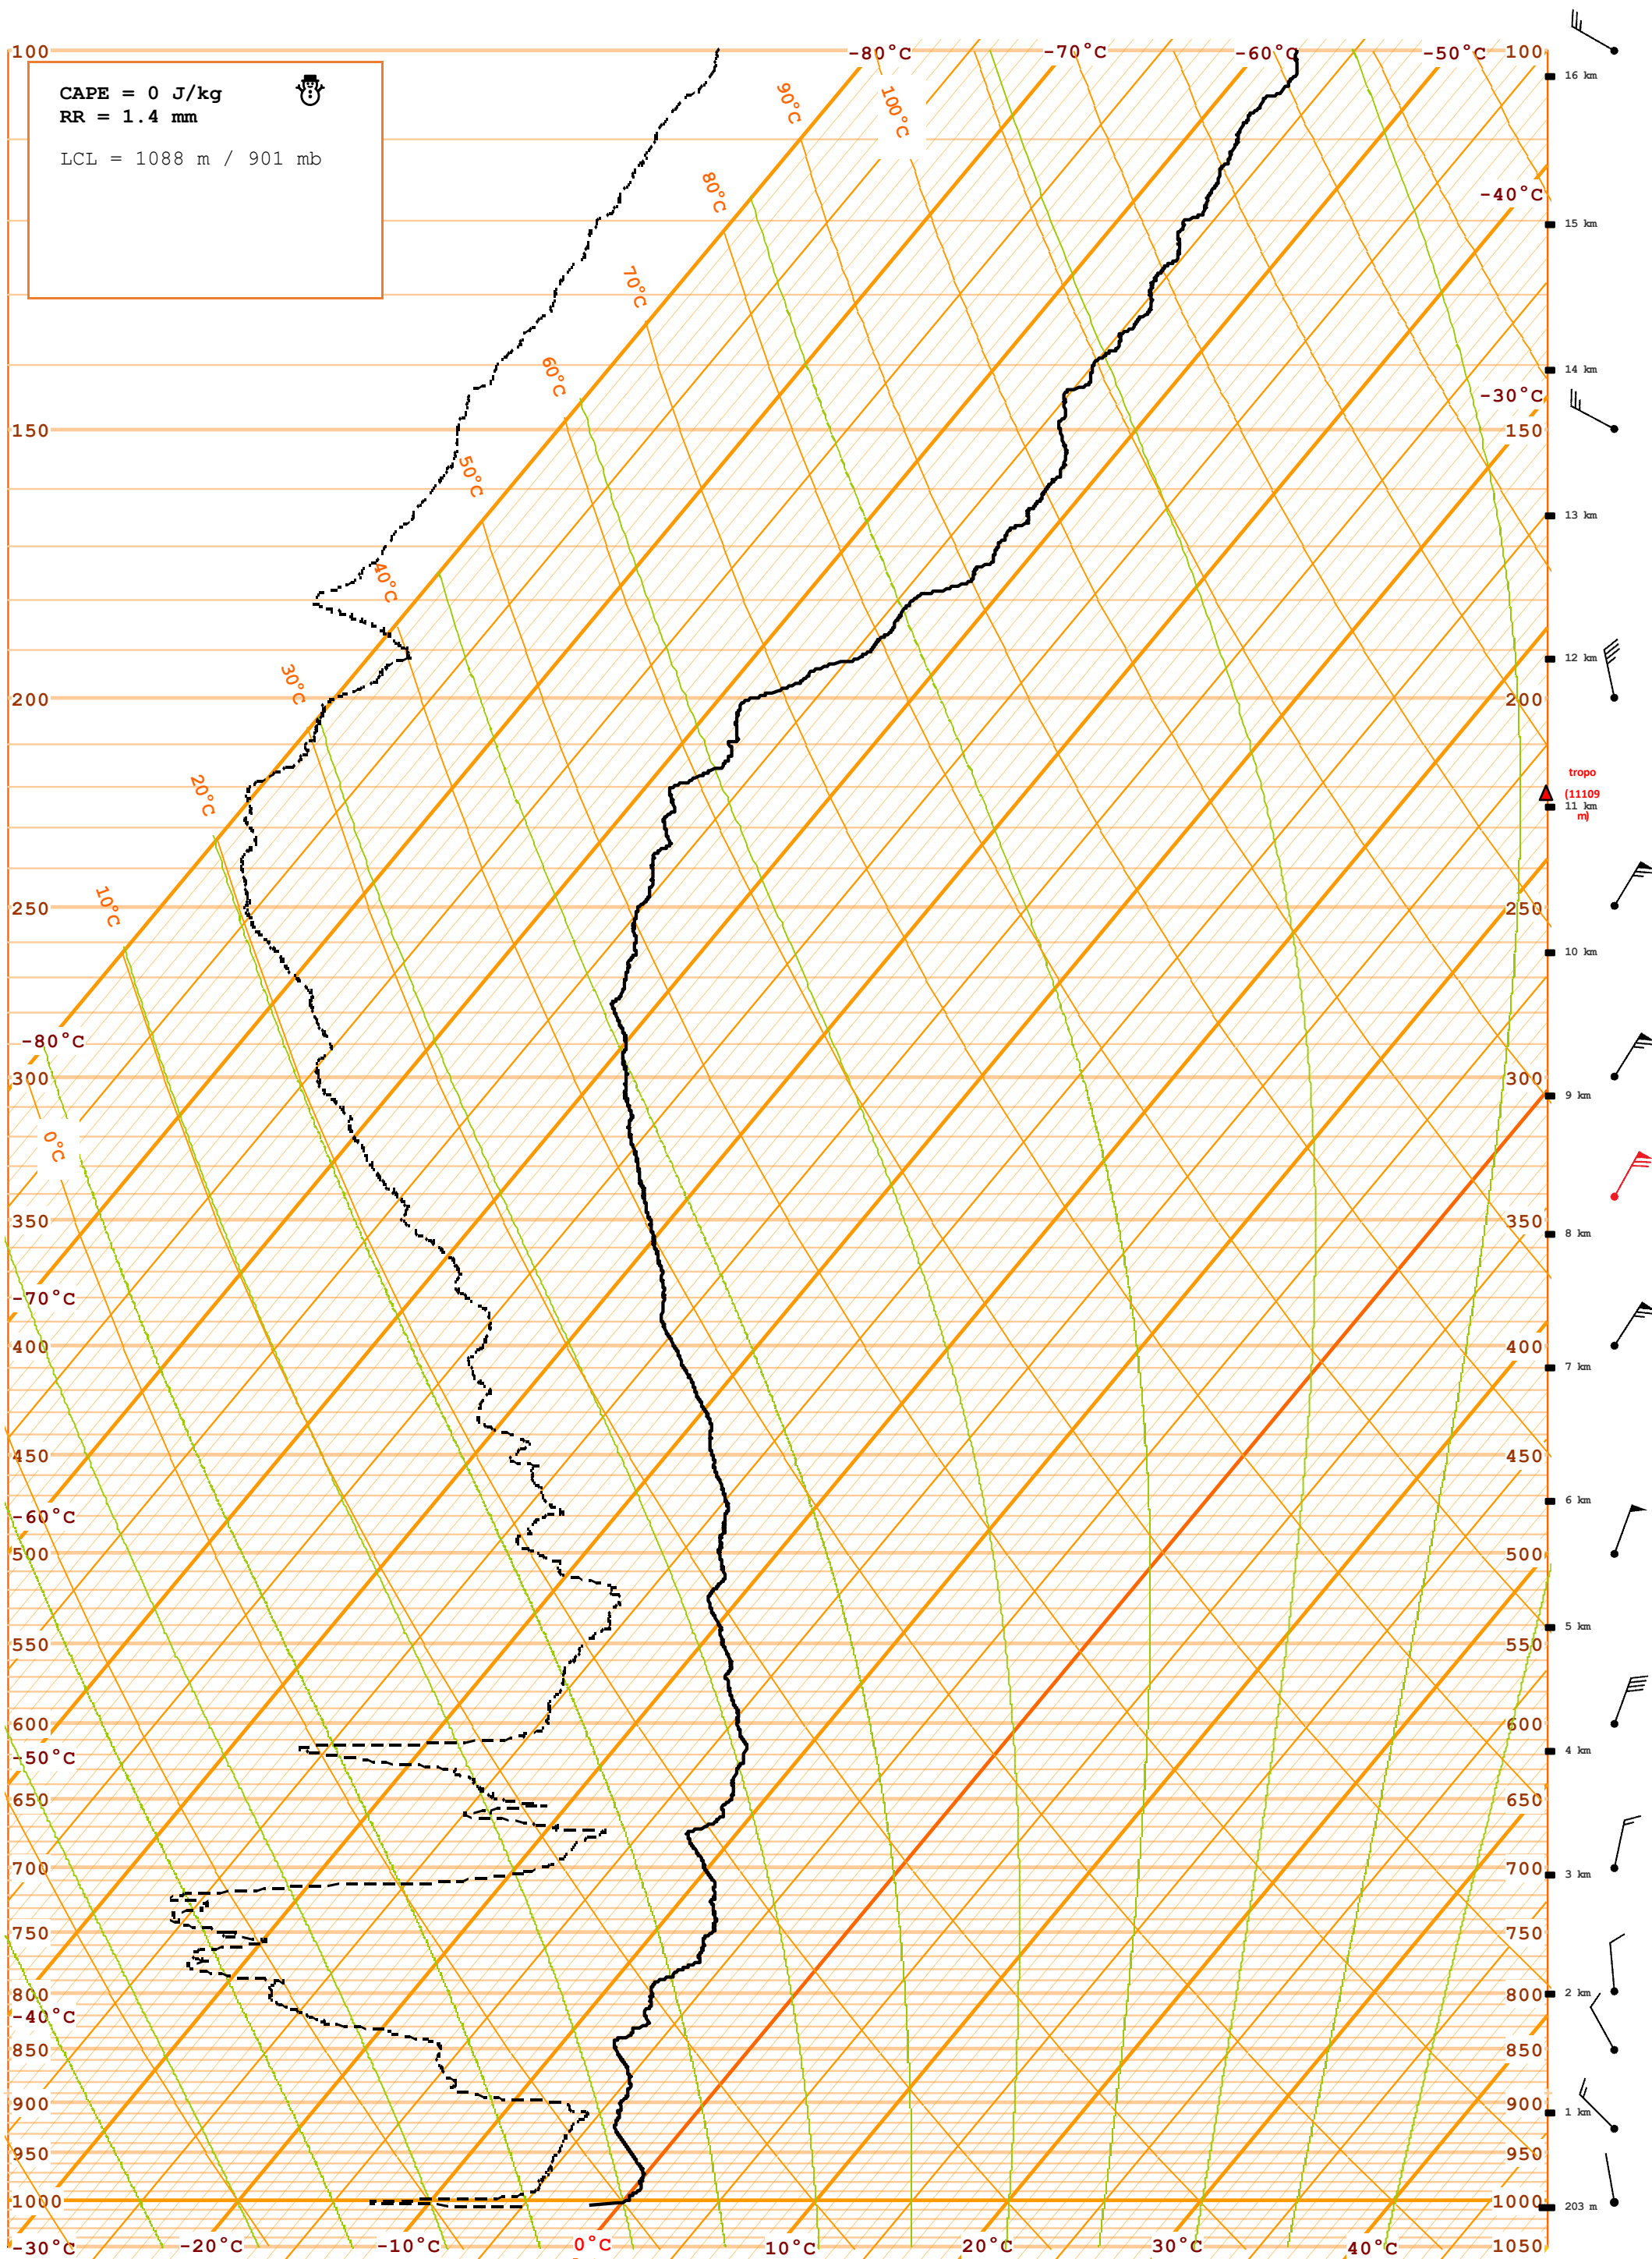 100 -80°C -70°C -60°C -50°C 100
16 km
CAPE = 0 J/kg
RR = 1.4 mm
LCL = 1088 m / 901 mb
90°C 100°C
80°C
-40°C
15 km
70°C
60°C
14 km
-30°C
150 150
50°C
13 km
40°C
12 km
30°C
200 200
20°C
tropo
(11109
m)
11 km
10°C
250 250
10 km
-80°C
300 300
9 km
0°C
350 350
8 km
-70°C
400 400
7 km
450 450
6 km
-60°C
500 500
5 km
550 550
600 600
-50°C
4 km
650 650
700 700
3 km
750 750
800 800
2 km
-40°C
850 850
900 900
1 km
950 950
1000 1000
203 m
-30°C -20°C -10°C 0°C 10°C 20°C 30°C 40°C 1050